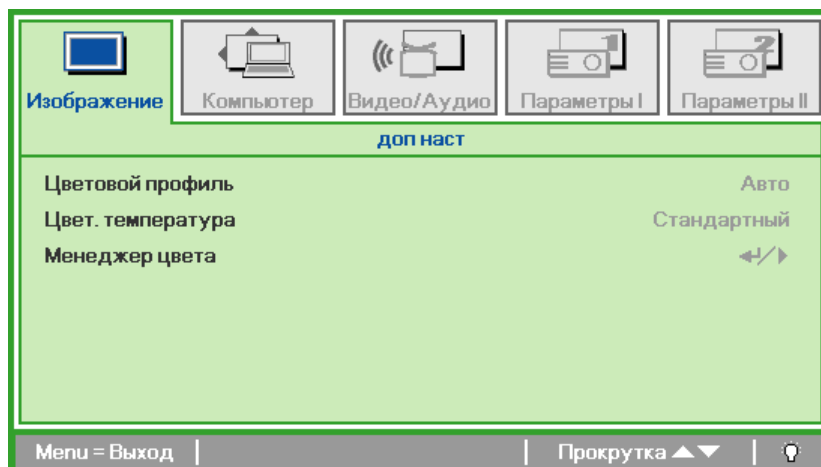 Изображение
Компьютер
Видео/Аудио
Параметры I
Параметры II
доп наст
Цветовой профиль Авто
Цвет. температура Стандартный
Менеджер цвета
Menu = Выход Прокрутка